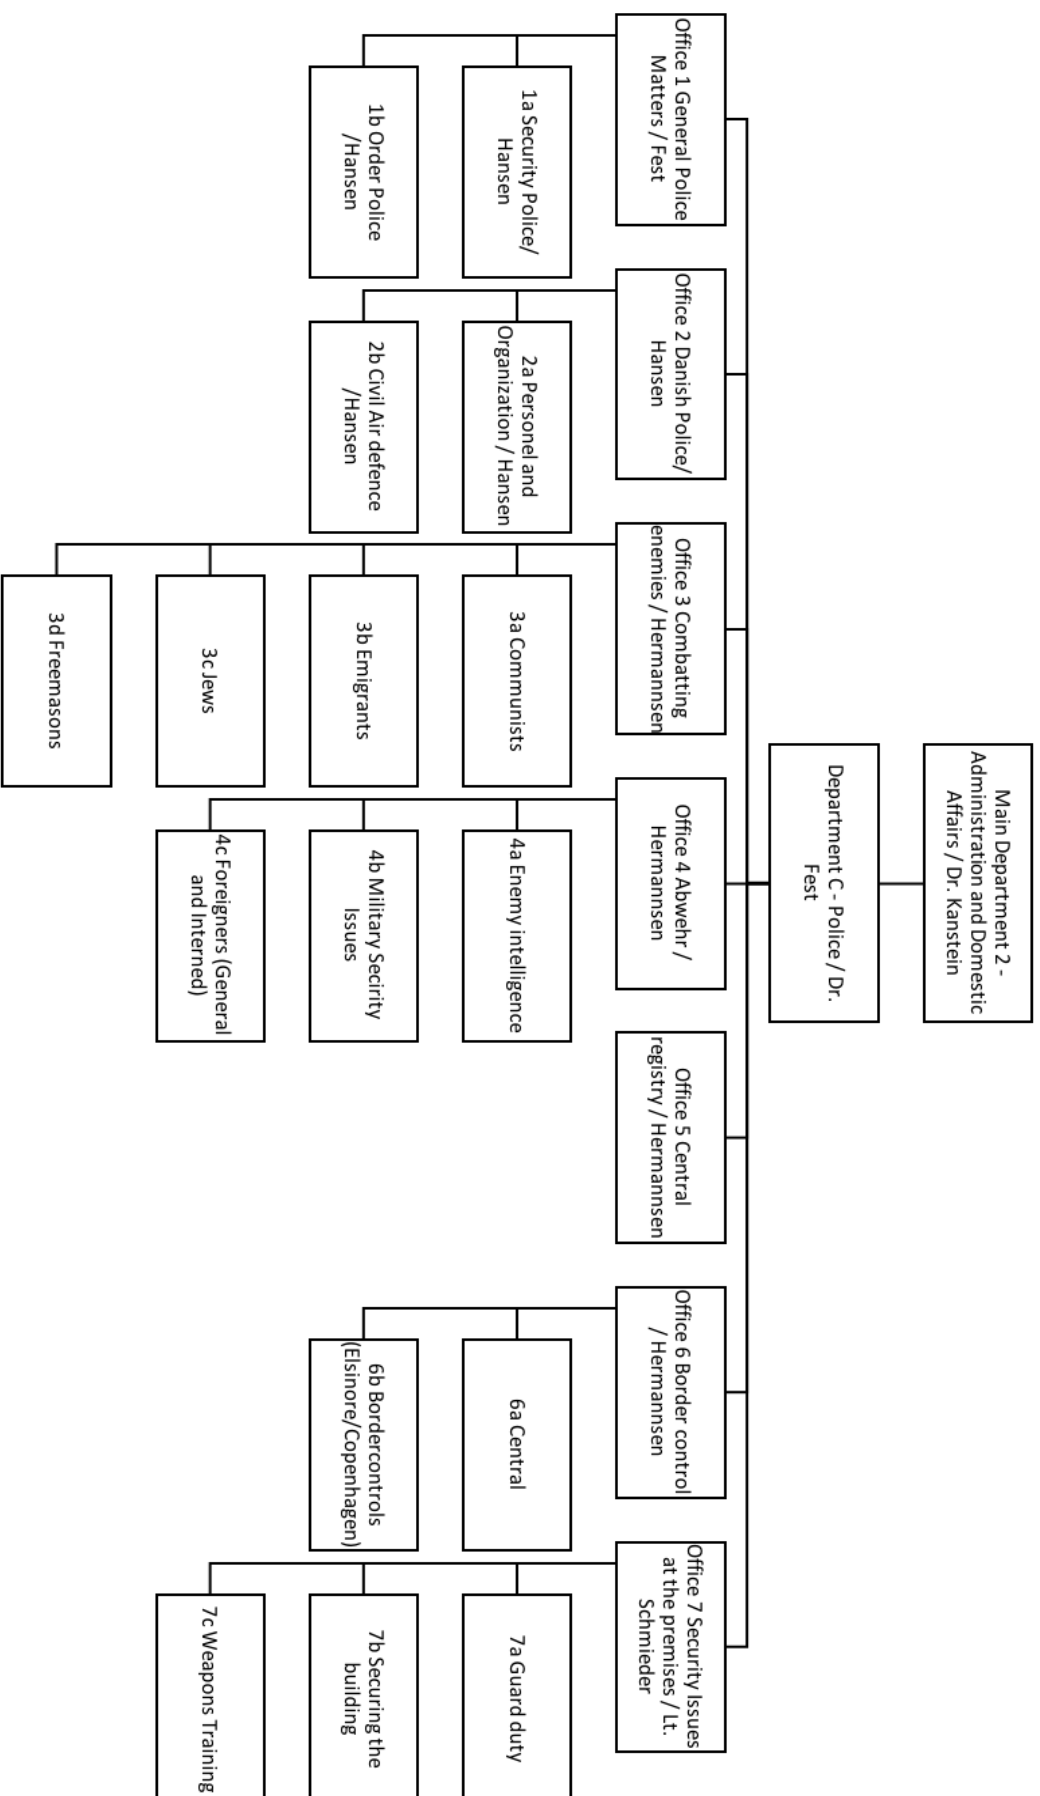 Main Department 2 -
Administration and Domestic
Affairs / Dr. Kanstein
Department C - Police / Dr.
Fest
Office 1 General Police
Matters / Fest
1a Security Police/
Hansen
1b Order Police
/Hansen
Office 2 Danish Police/
Hansen
2a Personel and
Organization / Hansen
2b Civil Air defence
/Hansen
Office 3 Combatting
enemies / Hermannsen
3a Communists
3b Emigrants
3c Jews
3d Freemasons
Office 4 Abwehr /
Hermannsen
4a Enemy intelligence
4b Military Secirity
Issues
4c Foreigners (General
and Interned)
Office 5 Central
registry / Hermannsen
Office 6 Border control
/ Hermannsen
6a Central
6b Bordercontrols
(Elsinore/Copenhagen)
Office 7 Security Issues
at the premises / Lt.
Schmieder
7a Guard duty
7b Securing the
building
7c Weapons Training